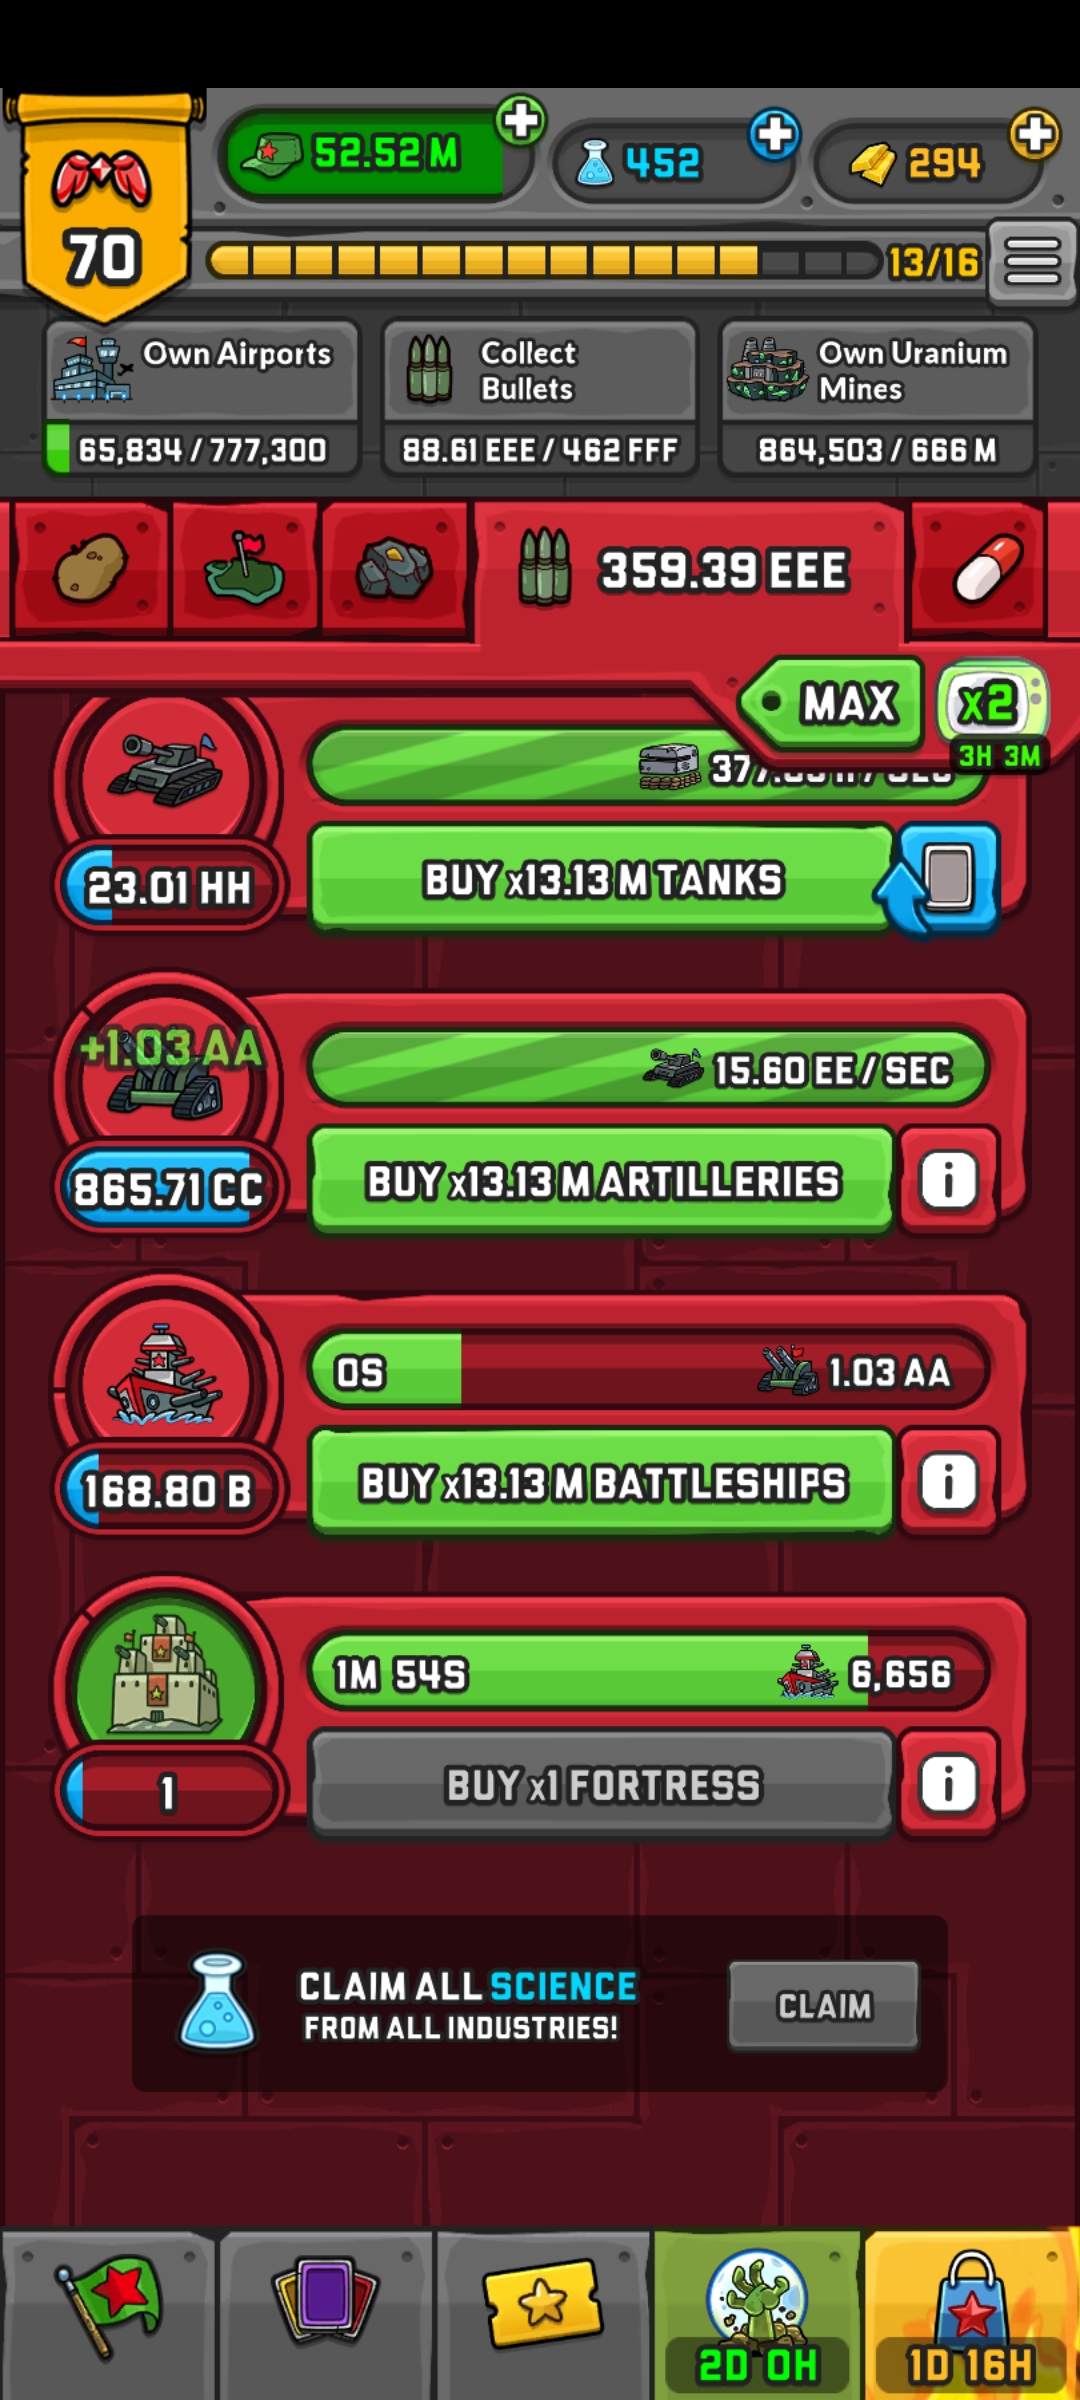 52.52 M
452
294
70
13/16
Own Airports
65,834 / 777,300
Collect
Bullets
88.61 EEE / 462 FFF
Own Uranium
Mines
864,503 / 666 M
359.39 EEE
MAX
x2
3H 3M
23.01 HH
BUY x13.13 M TANKS
+1.03 AA
15.60 EE / SEC
865.71 CC
BUY x13.13 M ARTILLERIES
i
0S
1.03 AA
168.80 B
BUY x13.13 M BATTLESHIPS
i
1M 54S
6,656
1
BUY x1 FORTRESS
i
CLAIM ALL SCIENCE
FROM ALL INDUSTRIES!
CLAIM
2D 0H
1D 16H